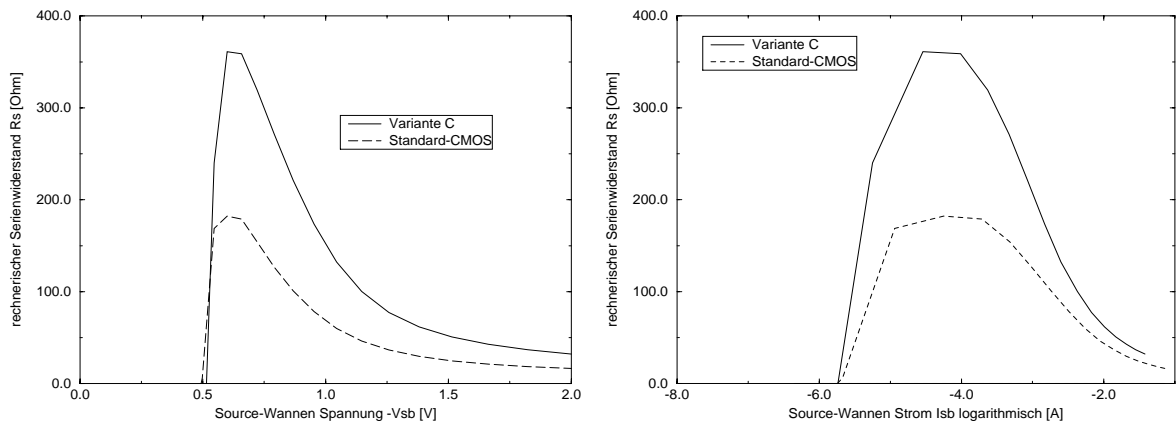 400.0
300.0
200.0
100.0
0.0
rechnerischer Serienwiderstand Rs [Ohm]
Variante C
Standard-CMOS
0.0 0.5 1.0 1.5 2.0
Source-Wannen Spannung -Vsb [V]
400.0
300.0
200.0
100.0
0.0
rechnerischer Serienwiderstand Rs [Ohm]
Variante C
Standard-CMOS
-8.0 -6.0 -4.0 -2.0
Source-Wannen Strom Isb logarithmisch [A]